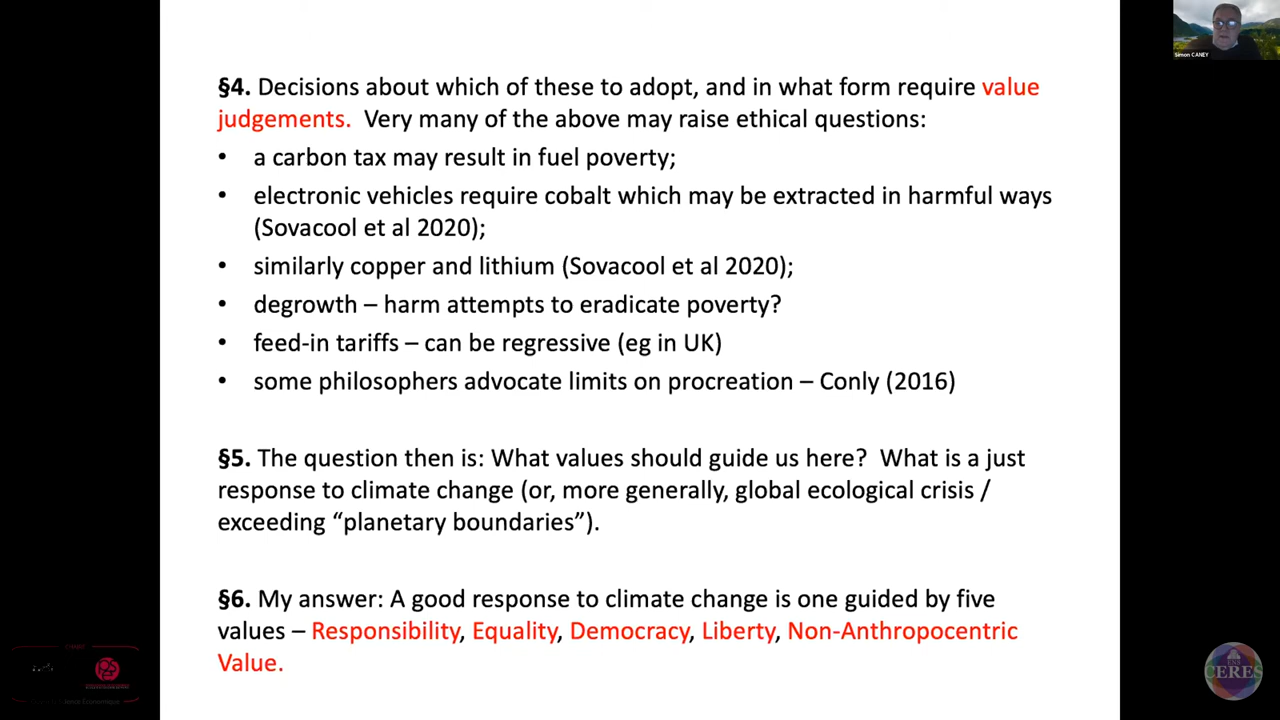 Simon CANEY
§4. Decisions about which of these to adopt, and in what form require value
judgements. Very many of the above may raise ethical questions:
• a carbon tax may result in fuel poverty;
• electronic vehicles require cobalt which may be extracted in harmful ways
(Sovacool et al 2020);
• similarly copper and lithium (Sovacool et al 2020);
• degrowth – harm attempts to eradicate poverty?
• feed-in tariffs – can be regressive (eg in UK)
• some philosophers advocate limits on procreation – Conly (2016)
§5. The question then is: What values should guide us here? What is a just
response to climate change (or, more generally, global ecological crisis /
exceeding “planetary boundaries”).
§6. My answer: A good response to climate change is one guided by five
values – Responsibility, Equality, Democracy, Liberty, Non-Anthropocentric
Value.
ENS
CERES